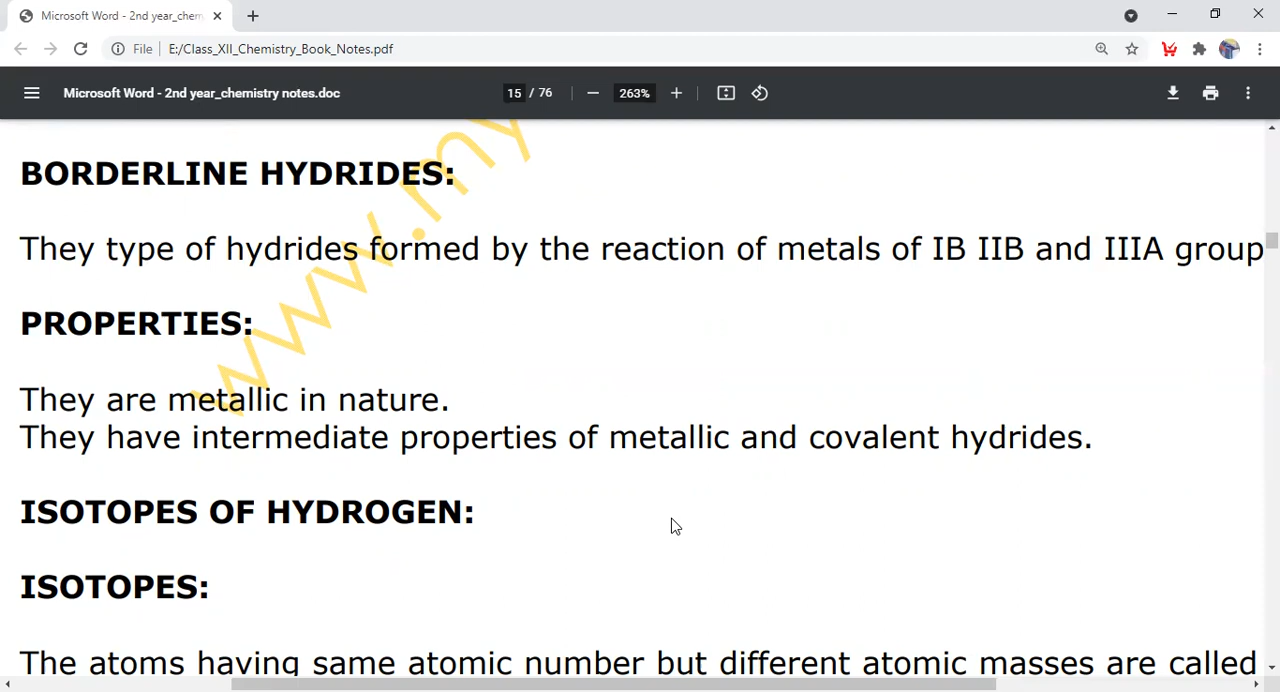 Microsoft Word - 2nd year_chem
File
E:/Class_XII_Chemistry_Book_Notes.pdf
Microsoft Word - 2nd year_chemistry notes.doc
15 / 76
263%
www.my
BORDERLINE HYDRIDES:
They type of hydrides formed by the reaction of metals of IB IIB and IIIA group
PROPERTIES:
They are metallic in nature.
They have intermediate properties of metallic and covalent hydrides.
ISOTOPES OF HYDROGEN:
ISOTOPES:
The atoms having same atomic number but different atomic masses are called